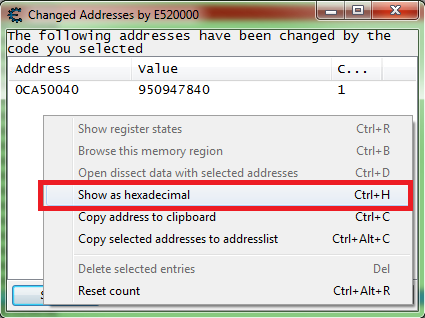 Changed Addresses by E520000
The following addresses have been changed by the
code you selected
Address Value C...
0CA50040 950947840 1
Show register states Ctrl+R
Browse this memory region Ctrl+B
Open dissect data with selected addresses Ctrl+D
Show as hexadecimal Ctrl+H
Copy address to clipboard Ctrl+C
Copy selected addresses to addresslist Ctrl+Alt+C
Delete selected entries Del
Reset count Ctrl+Alt+R